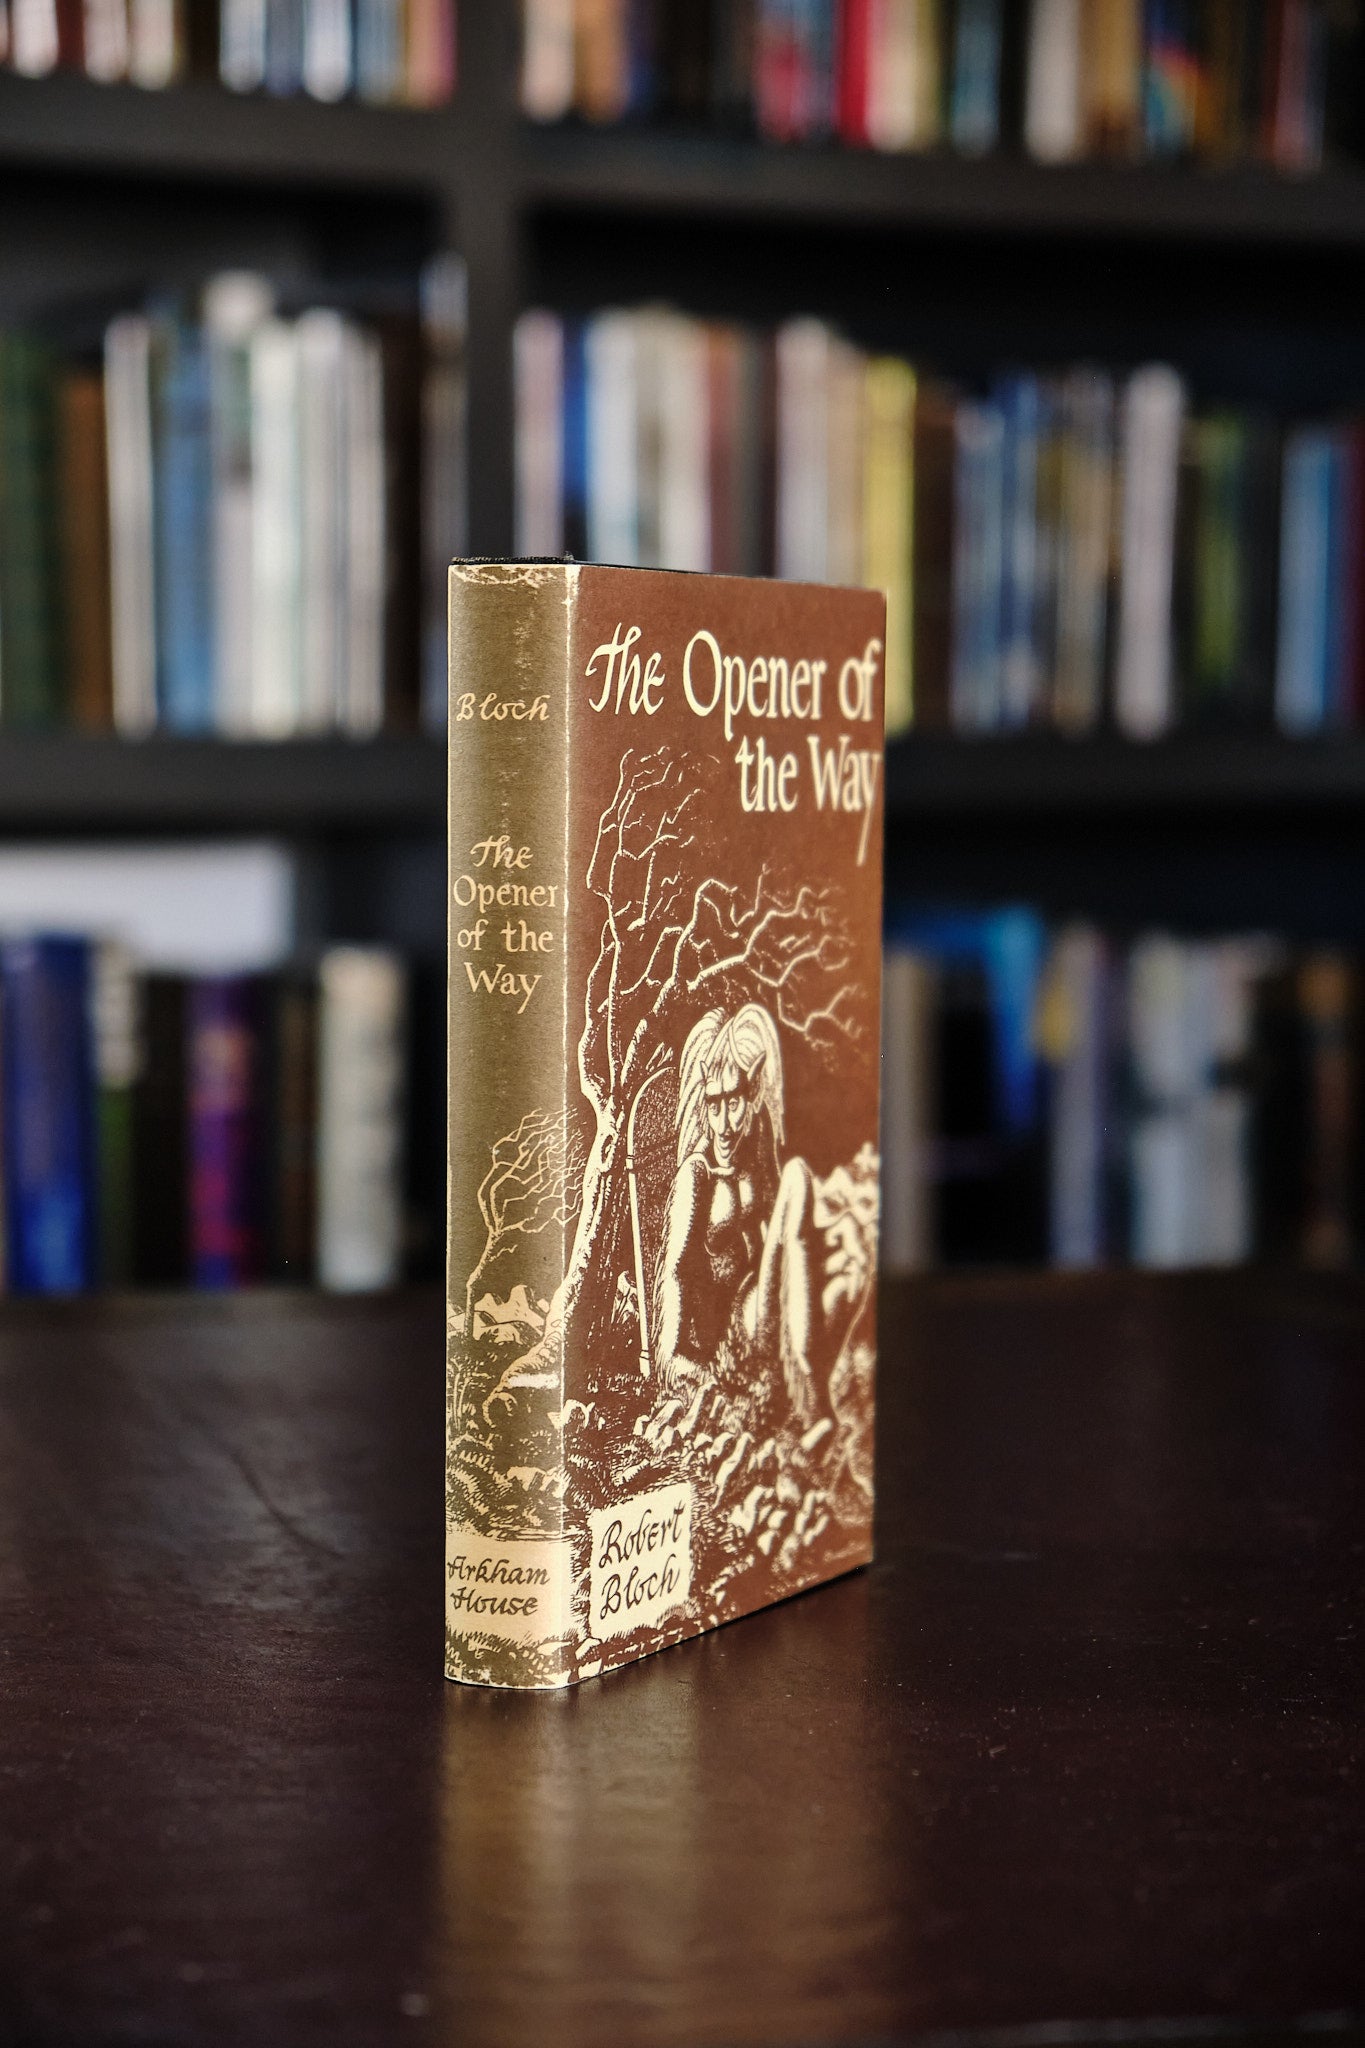 Bloch
The
Opener
of the
Way
Arkham
House
The Opener of
the Way
Robert
Bloch